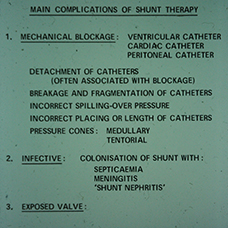 MAIN COMPLICATIONS OF SHUNT THERAPY
1. MECHANICAL BLOCKAGE: VENTRICULAR CATHETER
CARDIAC CATHETER
PERITONEAL CATHETER
DETACHMENT OF CATHETERS
(OFTEN ASSOCIATED WITH BLOCKAGE)
BREAKAGE AND FRAGMENTATION OF CATHETERS
INCORRECT SPILLING-OVER PRESSURE
INCORRECT PLACING OR LENGTH OF CATHETERS
PRESSURE CONES: MEDULLARY
TENTORIAL
2. INFECTIVE: COLONISATION OF SHUNT WITH:
SEPTICAEMIA
MENINGITIS
'SHUNT NEPHRITIS'
3. EXPOSED VALVE: